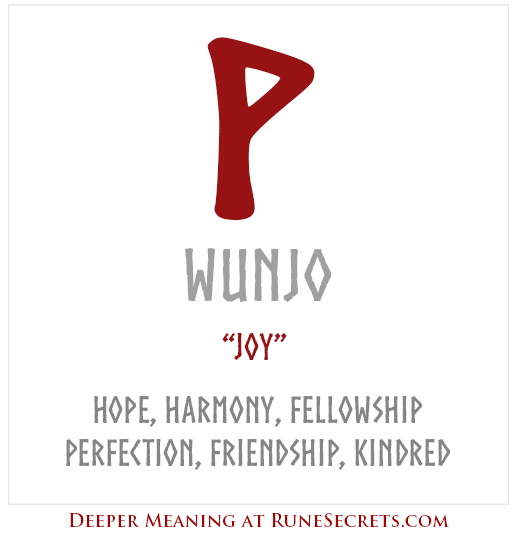 ᚹ
WUNJO
“JOY”
HOPE, HARMONY, FELLOWSHIP
PERFECTION, FRIENDSHIP, KINDRED
DEEPER MEANING AT RUNESECRETS.COM